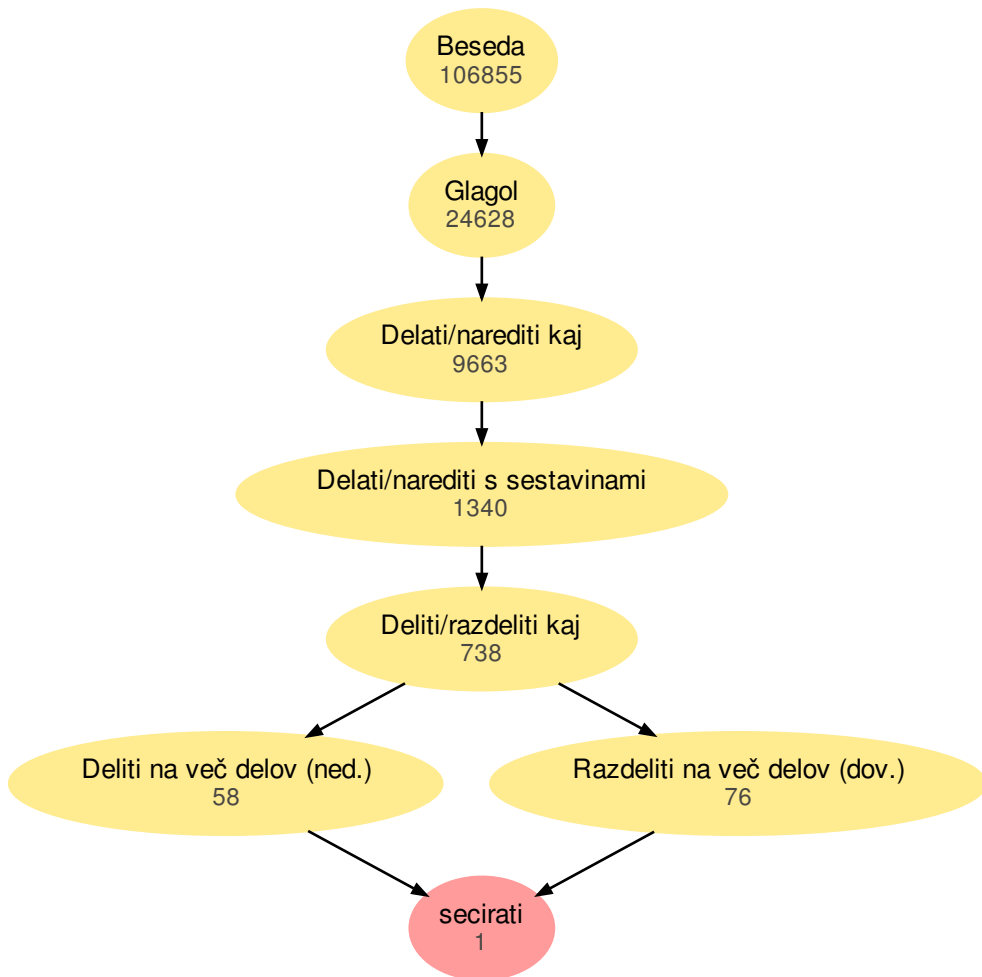 Beseda
106855
Glagol
24628
Delati/narediti kaj
9663
Delati/narediti s sestavinami
1340
Deliti/razdeliti kaj
738
Deliti na več delov (ned.)
58
Razdeliti na več delov (dov.)
76
secirati
1